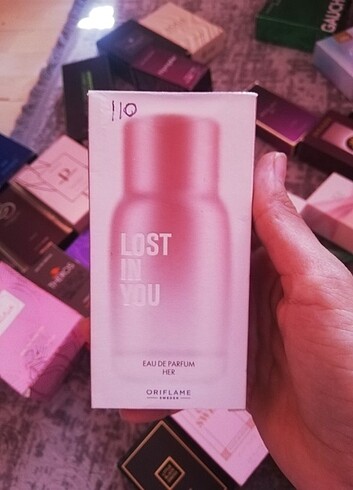 110
LOST
IN
YOU
EAU DE PARFUM
HER
ORIFLAME
SWEDEN